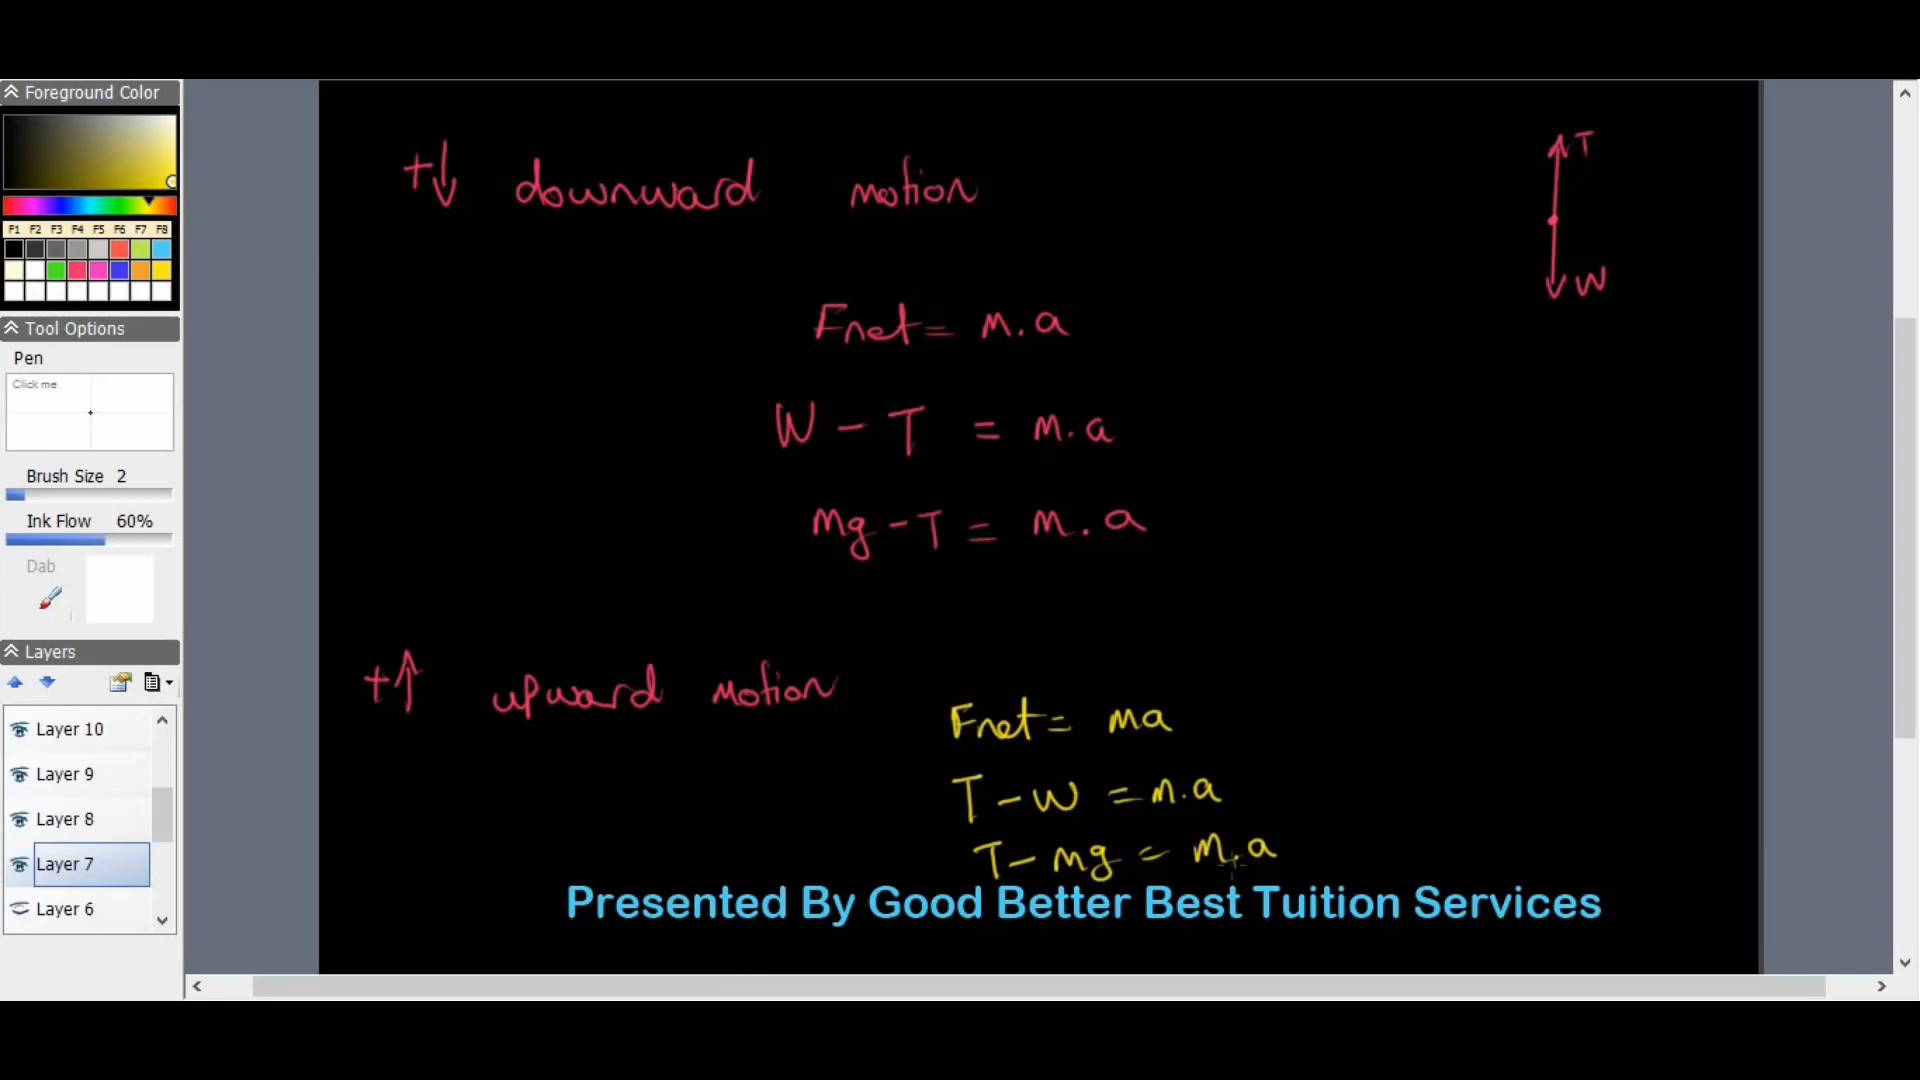 Foreground Color
F1 F2 F3 F4 F5 F6 F7 F8
Tool Options
Pen
Click me
Brush Size 2
Ink Flow 60%
Dab
Layers
Layer 10
Layer 9
Layer 8
Layer 7
Layer 6
+↓ downward motion
T
W
Fnet = m.a
W - T = m.a
mg - T = m.a
+↑ upward motion
Fnet = ma
T - W = m.a
T - mg = m.a
Presented By Good Better Best Tuition Services